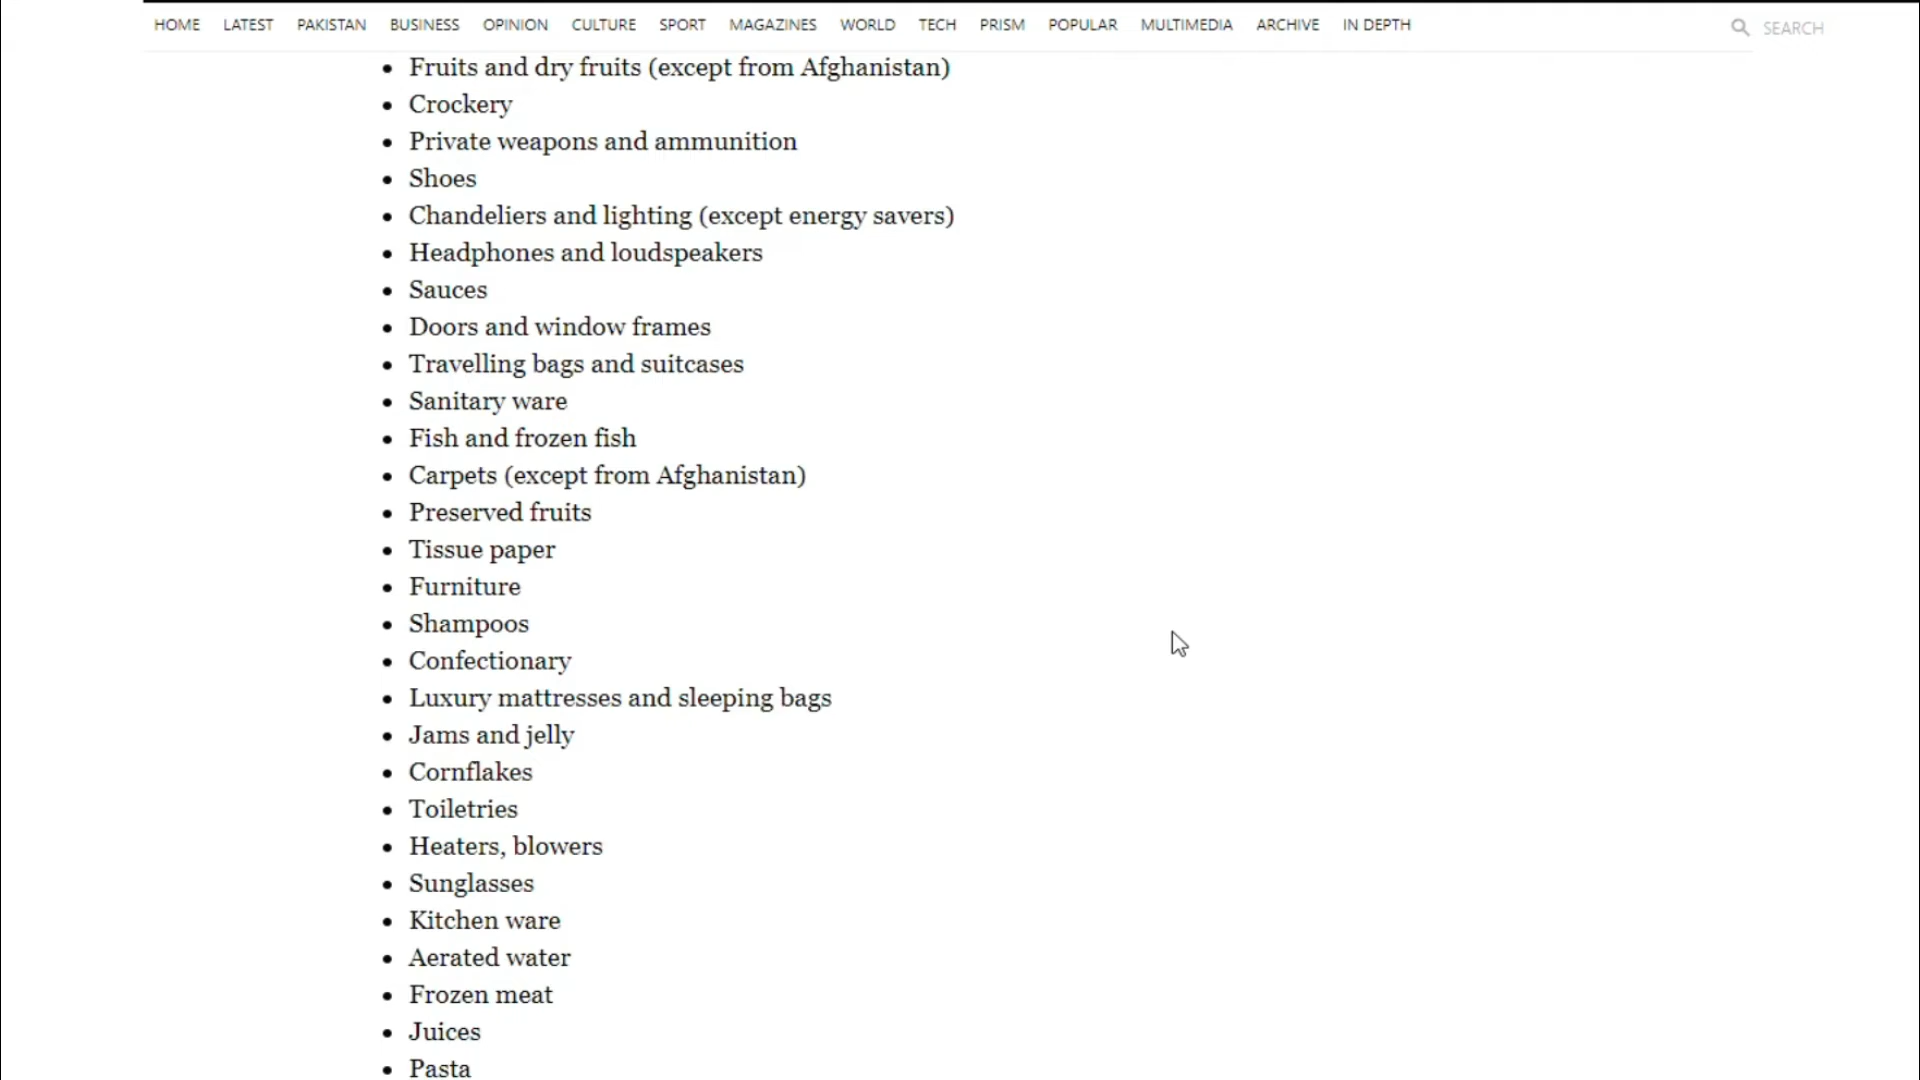 HOME LATEST PAKISTAN BUSINESS OPINION CULTURE SPORT MAGAZINES WORLD TECH PRISM POPULAR MULTIMEDIA ARCHIVE IN DEPTH SEARCH
• Fruits and dry fruits (except from Afghanistan)
• Crockery
• Private weapons and ammunition
• Shoes
• Chandeliers and lighting (except energy savers)
• Headphones and loudspeakers
• Sauces
• Doors and window frames
• Travelling bags and suitcases
• Sanitary ware
• Fish and frozen fish
• Carpets (except from Afghanistan)
• Preserved fruits
• Tissue paper
• Furniture
• Shampoos
• Confectionary
• Luxury mattresses and sleeping bags
• Jams and jelly
• Cornflakes
• Toiletries
• Heaters, blowers
• Sunglasses
• Kitchen ware
• Aerated water
• Frozen meat
• Juices
• Pasta